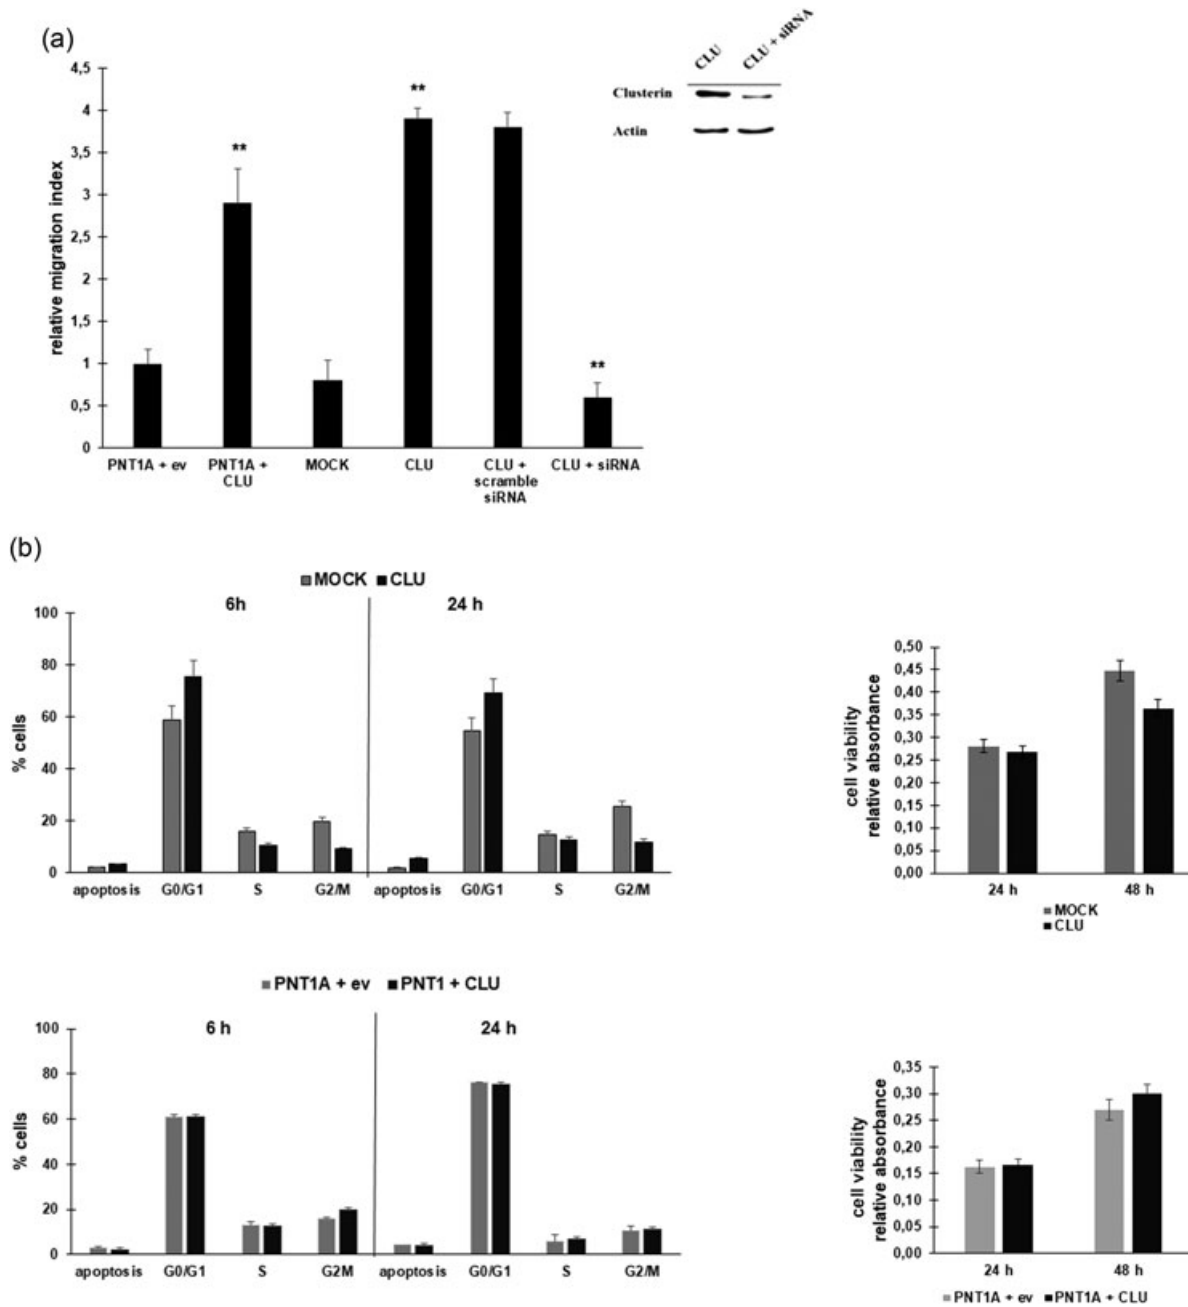 (a)
CLU
CLU + siRNA
Clusterin
Actin
relative migration index
4,5
4
3,5
3
2,5
2
1,5
1
0,5
0
**
**
**
PNT1A + ev
PNT1A +
CLU
MOCK
CLU
CLU +
scramble
siRNA
CLU + siRNA
(b)
MOCK CLU
6h
24 h
% cells
100
80
60
40
20
0
apoptosis G0/G1 S G2/M apoptosis G0/G1 S G2/M
cell viability
relative absorbance
0,50
0,45
0,40
0,35
0,30
0,25
0,20
0,15
0,10
0,05
0,00
24 h 48 h
MOCK
CLU
PNT1A + ev PNT1 + CLU
6 h
24 h
% cells
100
80
60
40
20
0
apoptosis G0/G1 S G2M apoptosis G0/G1 S G2/M
cell viability
relative absorbance
0,35
0,30
0,25
0,20
0,15
0,10
0,05
0,00
24 h 48 h
PNT1A + ev PNT1A + CLU